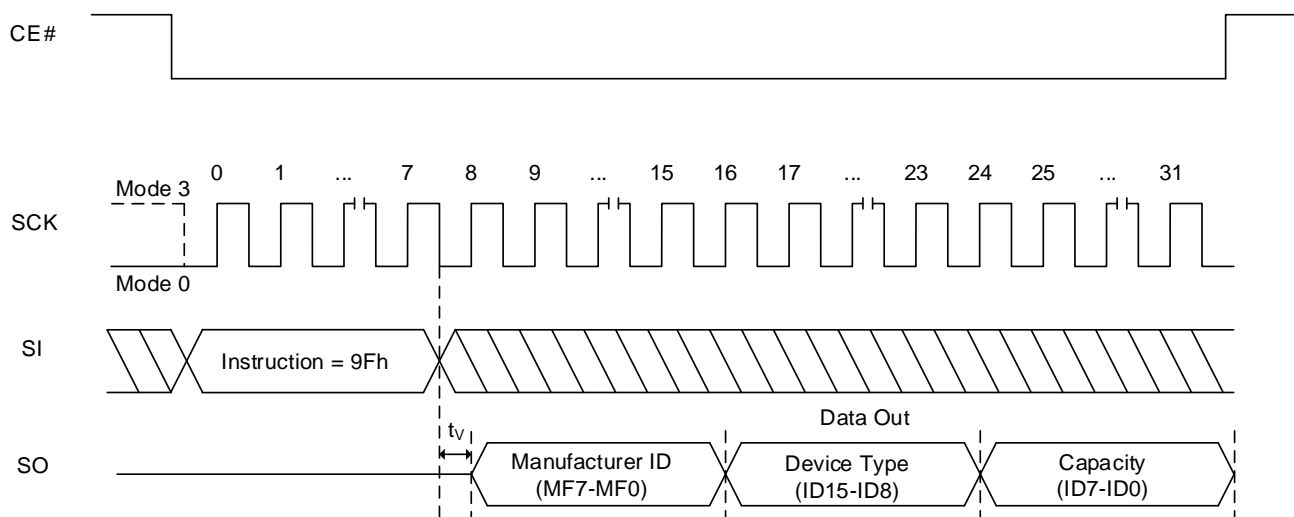 CE#
0 1 ... 7 8 9 ... 15 16 17 ... 23 24 25 ... 31
Mode 3
SCK
Mode 0
SI
Instruction = 9Fh
Data Out
tV
SO
Manufacturer ID
(MF7-MF0)
Device Type
(ID15-ID8)
Capacity
(ID7-ID0)